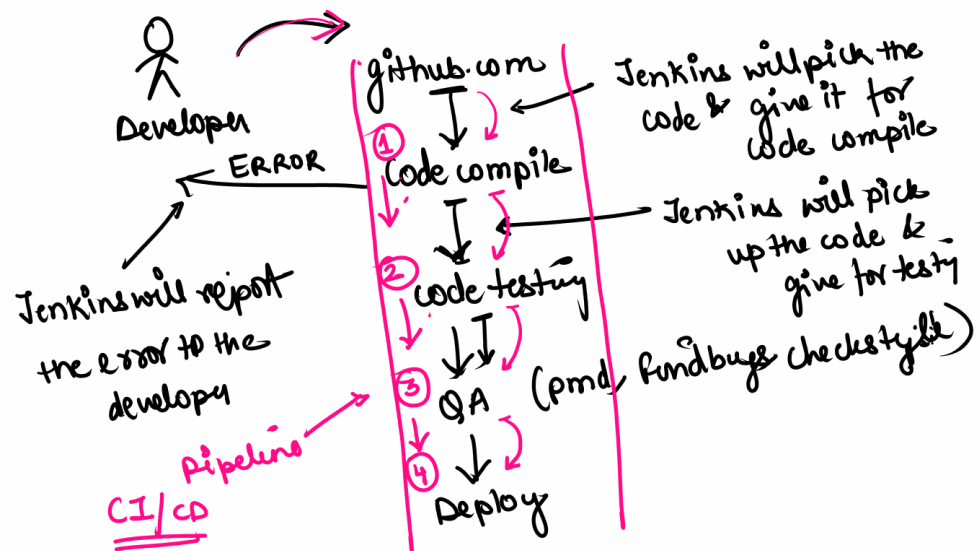 github.com
Developer
Jenkins will pick the
code & give it for
code compile
1
Code compile
ERROR
Jenkins will pick
up the code &
give for testy
2
code testing
Jenkins will report
the error to the
developer
3
QA
(pmd, Findbugs checkstyle)
Pipeline
4
Deploy
CI/CD